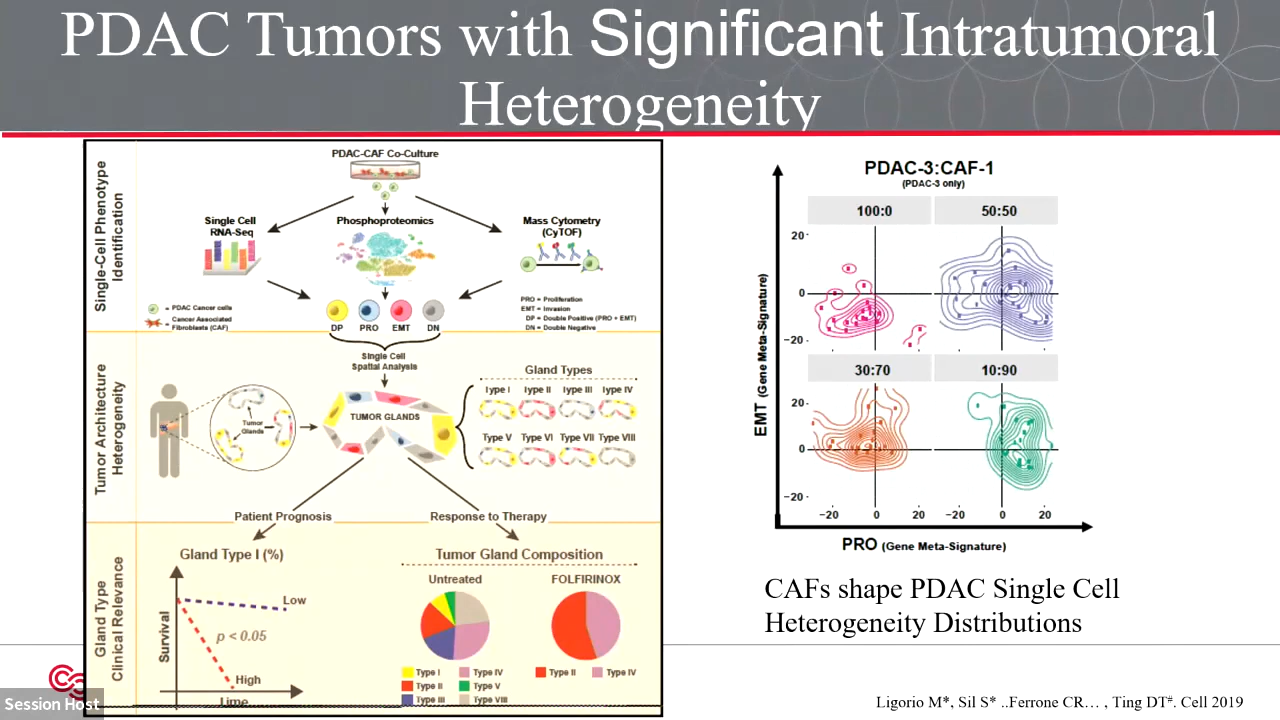 PDAC Tumors with Significant Intratumoral
Heterogeneity
Single-Cell Phenotype
Identification
PDAC-CAF Co-Culture
Single Cell
RNA-Seq
Phosphoproteomics
Mass Cytometry
(CyTOF)
= PDAC Cancer cells
= Cancer Associated
Fibroblasts (CAF)
DP PRO EMT DN
PRO = Proliferation
EMT = Invasion
DP = Double Positive (PRO + EMT)
DN = Double Negative
Tumor Architecture
Heterogeneity
Single Cell
Spatial Analysis
Tumor
Glands
TUMOR GLANDS
Gland Types
Type I Type II Type III Type IV
Type V Type VI Type VII Type VIII
Patient Prognosis
Response to Therapy
Gland Type
Clinical Relevance
Gland Type I (%)
Survival
Low
p < 0.05
High
Time
Tumor Gland Composition
Untreated
FOLFIRINOX
Type I Type IV
Type II Type V
Type III Type VIII
Type II Type IV
PDAC-3:CAF-1
(PDAC-3 only)
100:0 50:50
20
0
−20
30:70 10:90
20
0
−20
−20 0 20 −20 0 20
EMT (Gene Meta-Signature)
PRO (Gene Meta-Signature)
CAFs shape PDAC Single Cell
Heterogeneity Distributions
Session Host
Ligorio M*, Sil S* ..Ferrone CR… , Ting DT#. Cell 2019